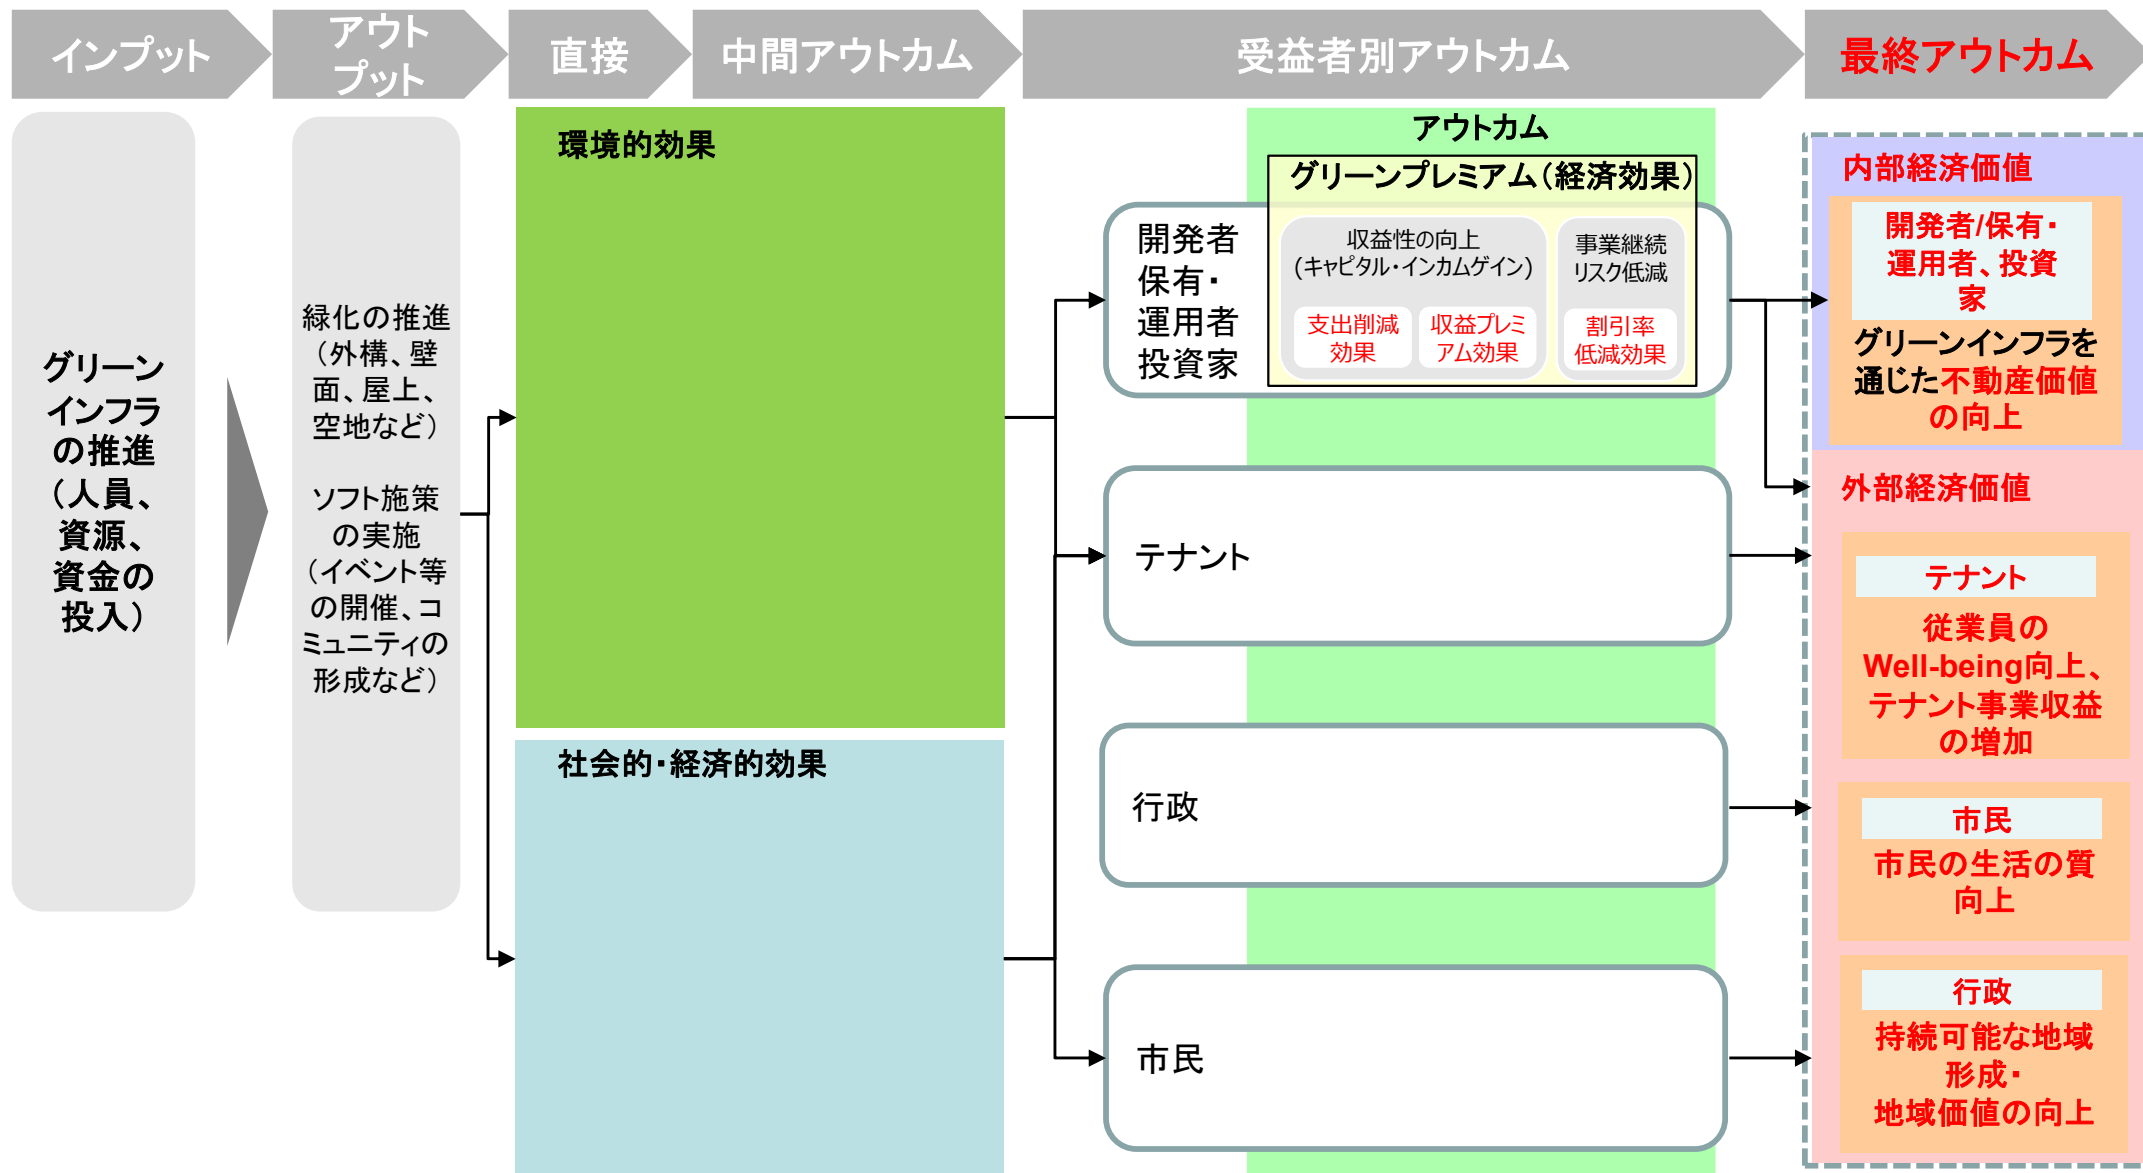 インプット
アウト
プット
直接
中間アウトカム
受益者別アウトカム
最終アウトカム
グリーン
インフラ
の推進
（人員、
資源、
資金の
投入）
緑化の推進
（外構、壁
面、屋上、
空地など）
ソフト施策
の実施
（イベント等
の開催、コ
ミュニティの
形成など）
環境的効果
社会的・経済的効果
アウトカム
グリーンプレミアム（経済効果）
開発者
保有・
運用者
投資家
収益性の向上
（キャピタル・インカムゲイン）
支出削減
効果
収益プレミ
アム効果
事業継続
リスク低減
割引率
低減効果
テナント
行政
市民
内部経済価値
開発者/保有・
運用者、投資
家
グリーンインフラを
通じた不動産価値
の向上
外部経済価値
テナント
従業員の
Well-being向上、
テナント事業収益
の増加
市民
市民の生活の質
向上
行政
持続可能な地域
形成・
地域価値の向上